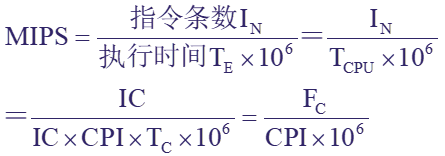 MIPS = 指令条数I_N / 执行时间T_E × 10^6 = I_N / T_CPU × 10^6
= IC / IC × CPI × T_C × 10^6 = F_C / CPI × 10^6